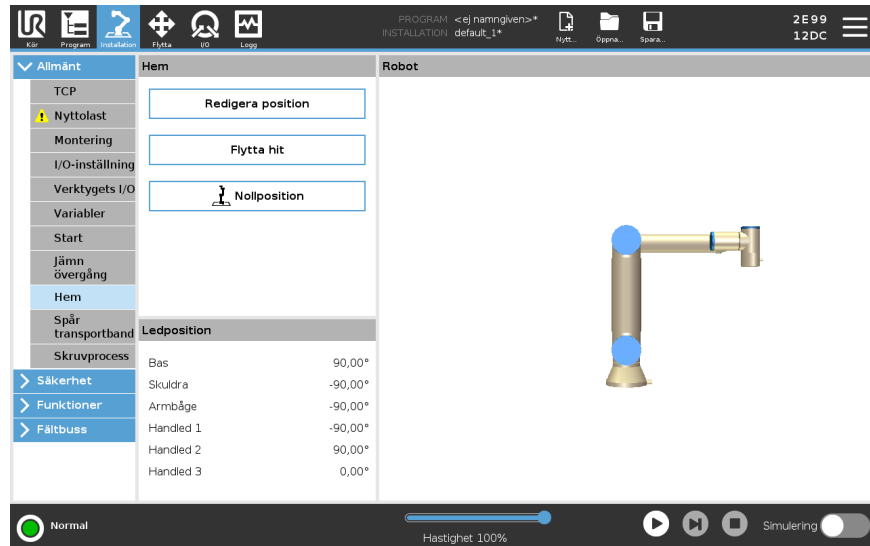 UR
PROGRAM <ej namngiven>*
INSTALLATION default_1*
Kör
Program
Installation
Flytta
I/O
Logg
Nytt...
Öppna...
Spara...
2E99
12DC
Allmänt
TCP
Nyttolast
Montering
I/O-inställning
Verktygets I/O
Variabler
Start
Jämn
övergång
Hem
Spår
transportband
Skruvprocess
Säkerhet
Funktioner
Fältbuss
Hem
Redigera position
Flytta hit
Nollposition
Ledposition
Bas 90,00°
Skuldra -90,00°
Armbåge -90,00°
Handled 1 -90,00°
Handled 2 90,00°
Handled 3 0,00°
Robot
Normal
Hastighet 100%
Simulering